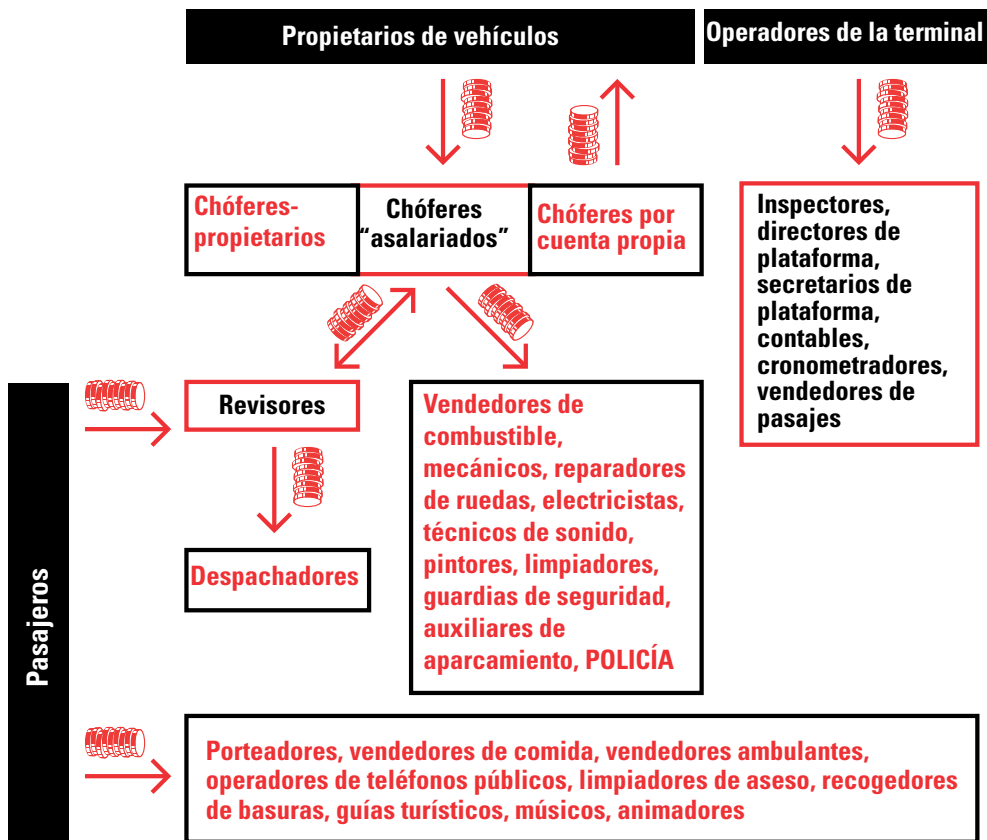 Propietarios de vehículos
Operadores de la terminal
Chóferes-
propietarios
Chóferes
“asalariados”
Chóferes por
cuenta propia
Inspectores,
directores de
plataforma,
secretarios de
plataforma,
contables,
cronometradores,
vendedores de
pasajes
Pasajeros
Revisores
Vendedores de
combustible,
mecánicos, reparadores
de ruedas, electricistas,
técnicos de sonido,
pintores, limpiadores,
guardias de seguridad,
auxiliares de
aparcamiento, POLICÍA
Despachadores
Porteadores, vendedores de comida, vendedores ambulantes,
operadores de teléfonos públicos, limpiadores de aseso, recogedores
de basuras, guías turísticos, músicos, animadores